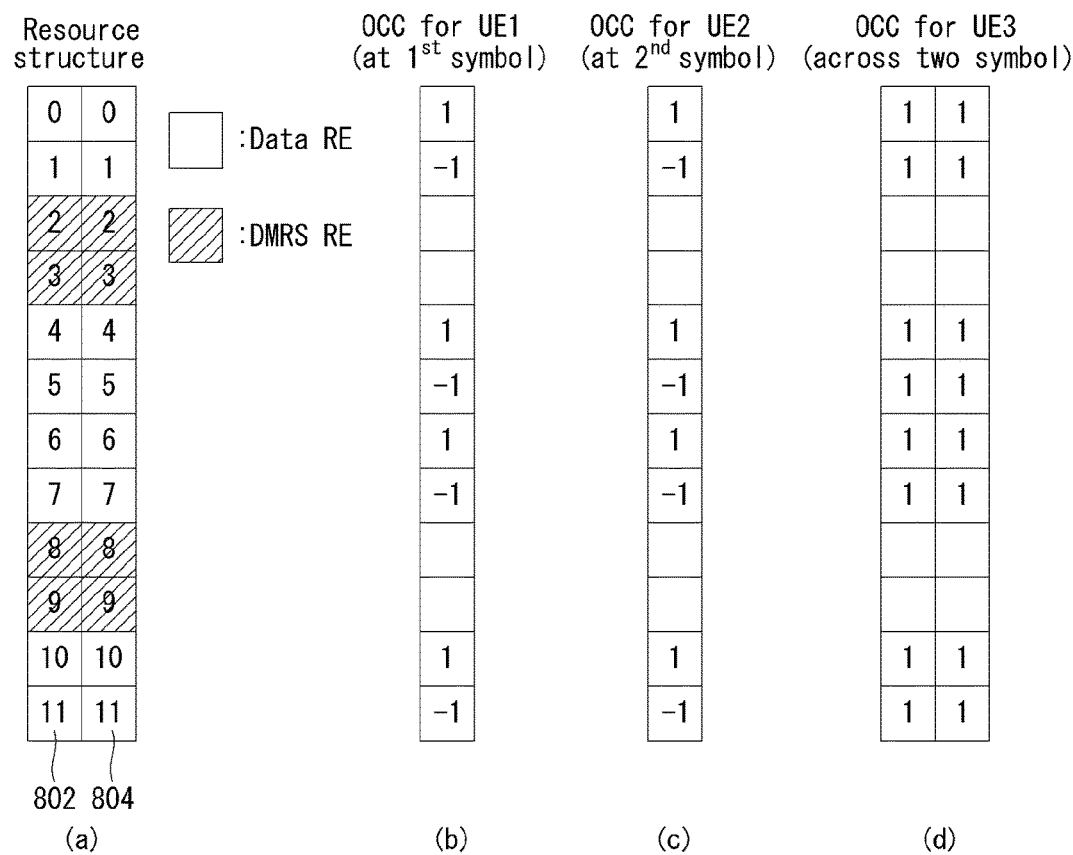 Resource structure
OCC for UE1
(at 1st symbol)
OCC for UE2
(at 2nd symbol)
OCC for UE3
(across two symbol)
:Data RE
:DMRS RE
0 0 1 1 1 1
1 1 -1 -1 1 1
2 2
3 3
4 4 1 1 1 1
5 5 -1 -1 1 1
6 6 1 1 1 1
7 7 -1 -1 1 1
8 8
9 9
10 10 1 1 1 1
11 11 -1 -1 1 1
802 804
(a) (b) (c) (d)